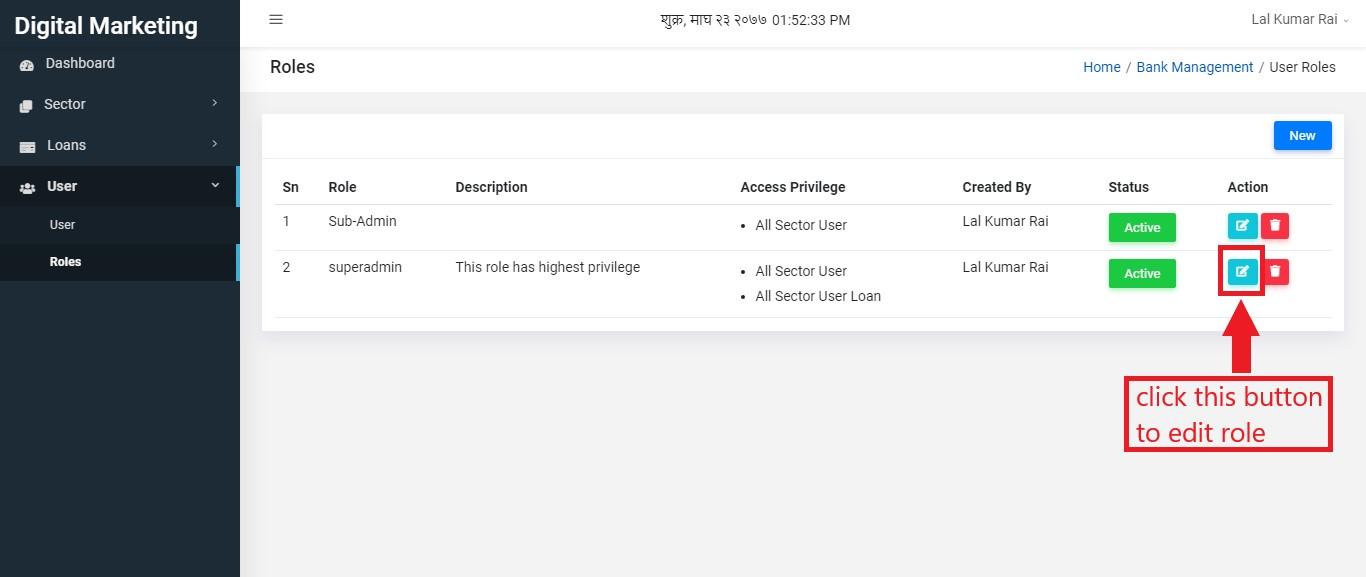 Digital Marketing
शुक्र, माघ २३ २०७७ 01:52:33 PM
Lal Kumar Rai
Dashboard
Sector
Loans
User
User
Roles
Roles
Home / Bank Management / User Roles
New
Sn Role Description Access Privilege Created By Status Action
1 Sub-Admin • All Sector User Lal Kumar Rai Active
2 superadmin This role has highest privilege • All Sector User Lal Kumar Rai Active
• All Sector User Loan
click this button
to edit role